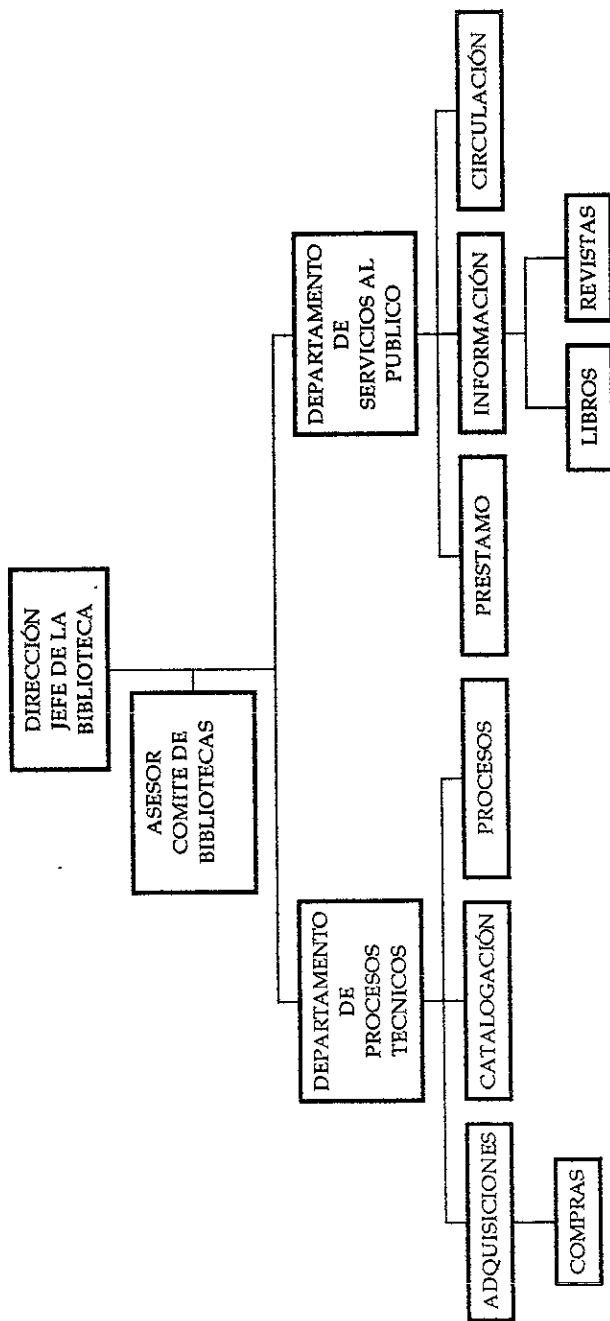 DIRECCIÓN
JEFE DE LA
BIBLIOTECA
ASESOR
COMITE DE
BIBLIOTECAS
DEPARTAMENTO
DE
PROCESOS
TECNICOS
DEPARTAMENTO
DE
SERVICIOS AL
PUBLICO
ADQUISICIONES
CATALOGACIÓN
PROCESOS
PRESTAMO
INFORMACIÓN
CIRCULACIÓN
COMPRAS
LIBROS
REVISTAS